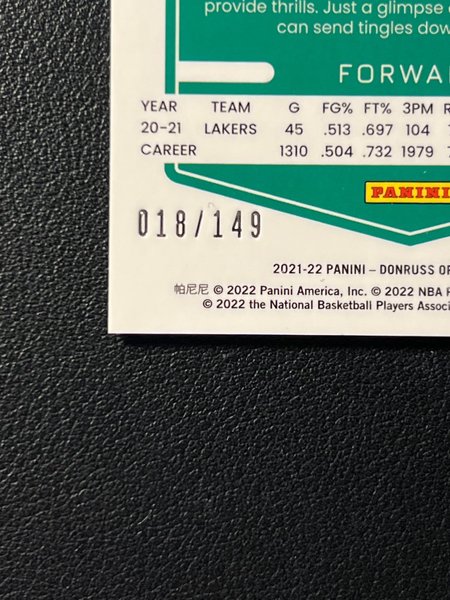 provide thrills. Just a glimpse
can send tingles dow
FORWA
YEAR TEAM G FG% FT% 3PM R
20-21 LAKERS 45 .513 .697 104
CAREER 1310 .504 .732 1979
PANINI
018/149
2021-22 PANINI – DONRUSS OP
帕尼尼 © 2022 Panini America, Inc. © 2022 NBA
© 2022 the National Basketball Players Assoc